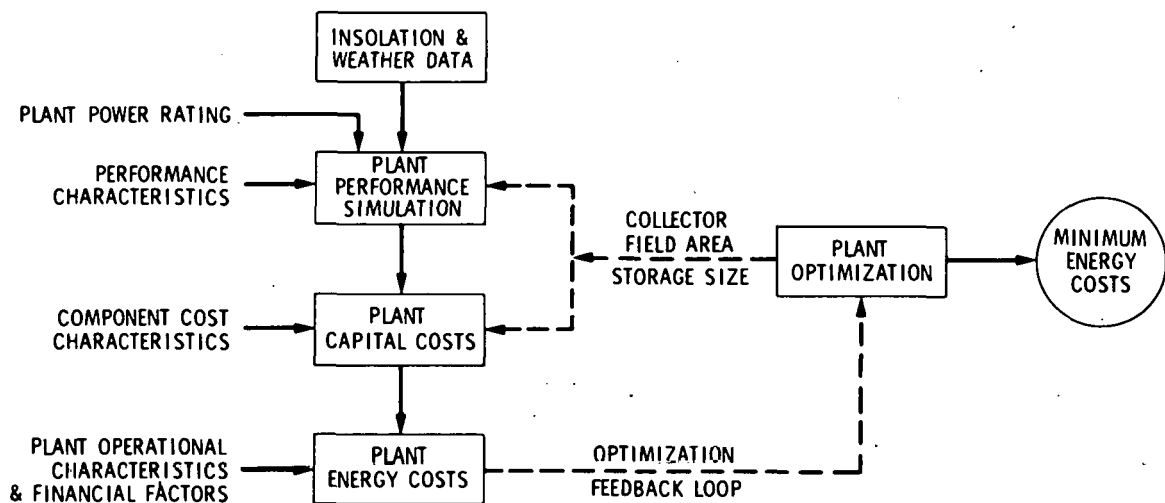 INSOLATION &
WEATHER DATA
PLANT POWER RATING
PERFORMANCE
CHARACTERISTICS
PLANT
PERFORMANCE
SIMULATION
COLLECTOR
FIELD AREA
STORAGE SIZE
PLANT
OPTIMIZATION
MINIMUM
ENERGY
COSTS
COMPONENT COST
CHARACTERISTICS
PLANT
CAPITAL COSTS
PLANT OPERATIONAL
CHARACTERISTICS
& FINANCIAL FACTORS
PLANT
ENERGY COSTS
OPTIMIZATION
FEEDBACK LOOP